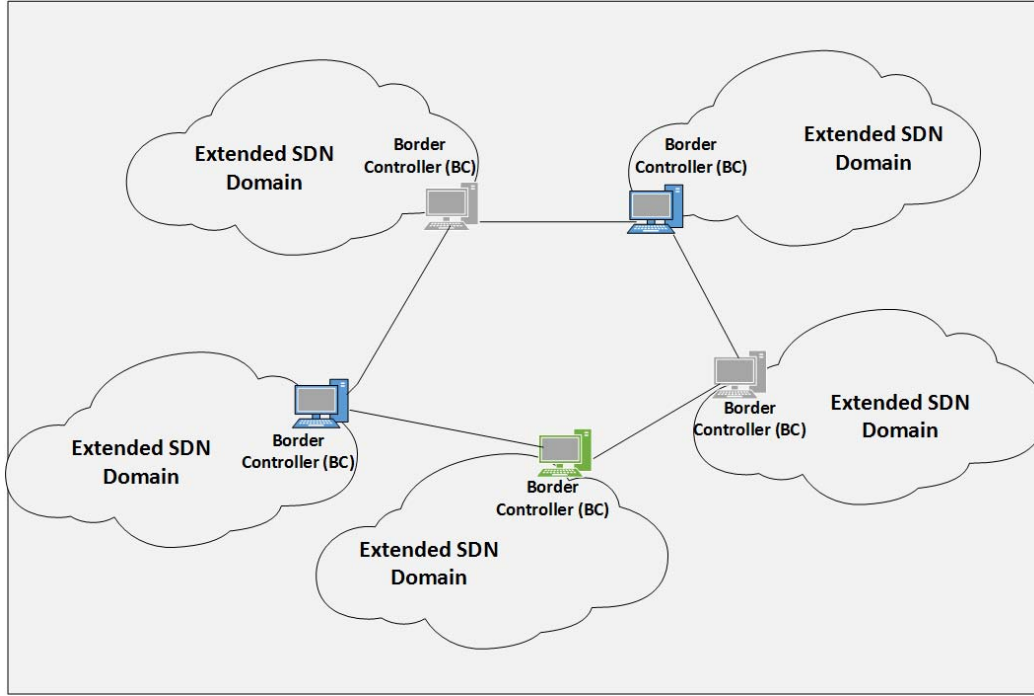 Extended SDN
Domain
Border
Controller (BC)
Border
Controller (BC)
Extended SDN
Domain
Extended SDN
Domain
Border
Controller (BC)
Border
Controller (BC)
Extended SDN
Domain
Border
Controller (BC)
Extended SDN
Domain